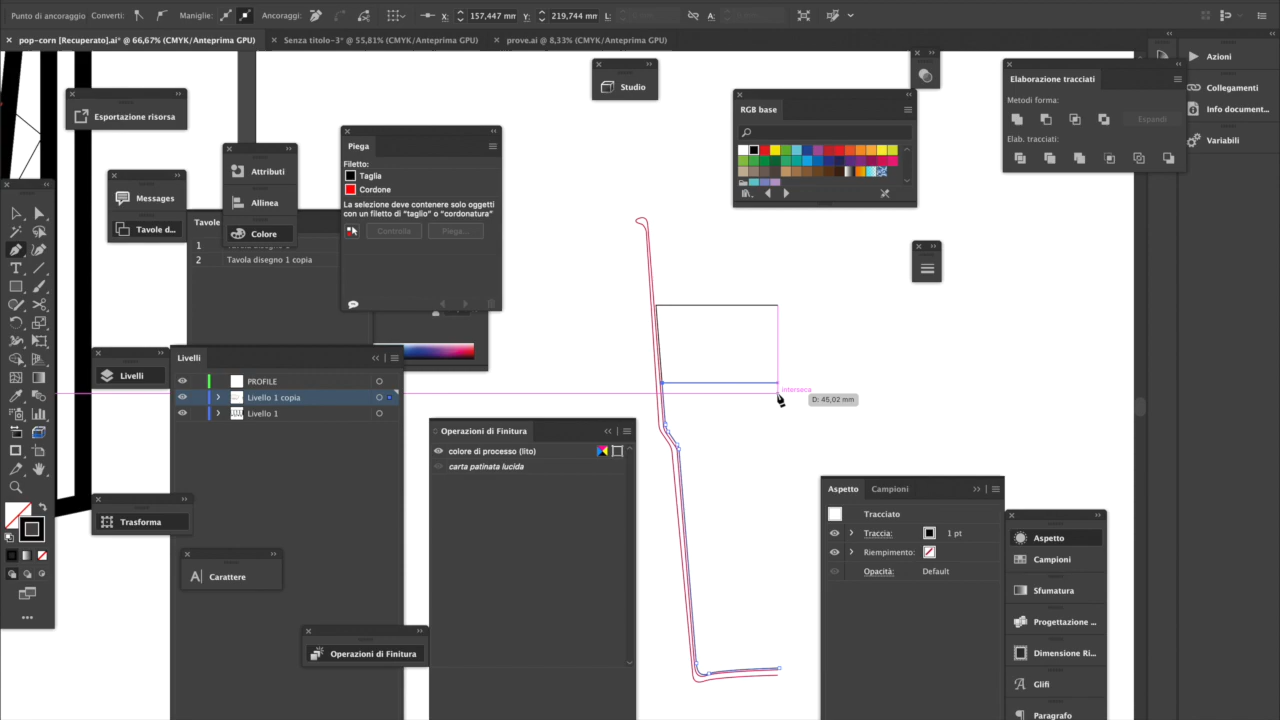 Punto di ancoraggio Converti: Maniglie: Ancoraggi: X: 157,447 mm Y: 219,744 mm L: A:
pop-corn [Recuperato].ai* @ 66,67% (CMYK/Anteprima GPU)
Senza titolo-3* @ 55,81% (CMYK/Anteprima GPU)
prove.ai @ 8,33% (CMYK/Anteprima GPU)
Studio
Elaborazione tracciati
Metodi forma:
Espandi
Elab. tracciati:
Azioni
Collegamenti
Info document...
Variabili
Esportazione risorsa
Attributi
Allinea
Colore
Messages
Tavole d...
Tavole
1
2 Tavola disegno 1 copia
Piega
Filetto:
Taglia
Cordone
La selezione deve contenere solo oggetti
con un filetto di "taglio" o "cordonatura"
Controlla
Piega...
RGB base
Livelli
Livelli
PROFILE
Livello 1 copia
Livello 1
interseca
D: 45,02 mm
Operazioni di Finitura
colore di processo (lito)
carta patinata lucida
Trasforma
Carattere
Operazioni di Finitura
Aspetto Campioni
Tracciato
Traccia: 1 pt
Riempimento:
Opacità: Default
Aspetto
Campioni
Sfumatura
Progettazione ...
Dimensione Ri...
Glifi
Paragrafo